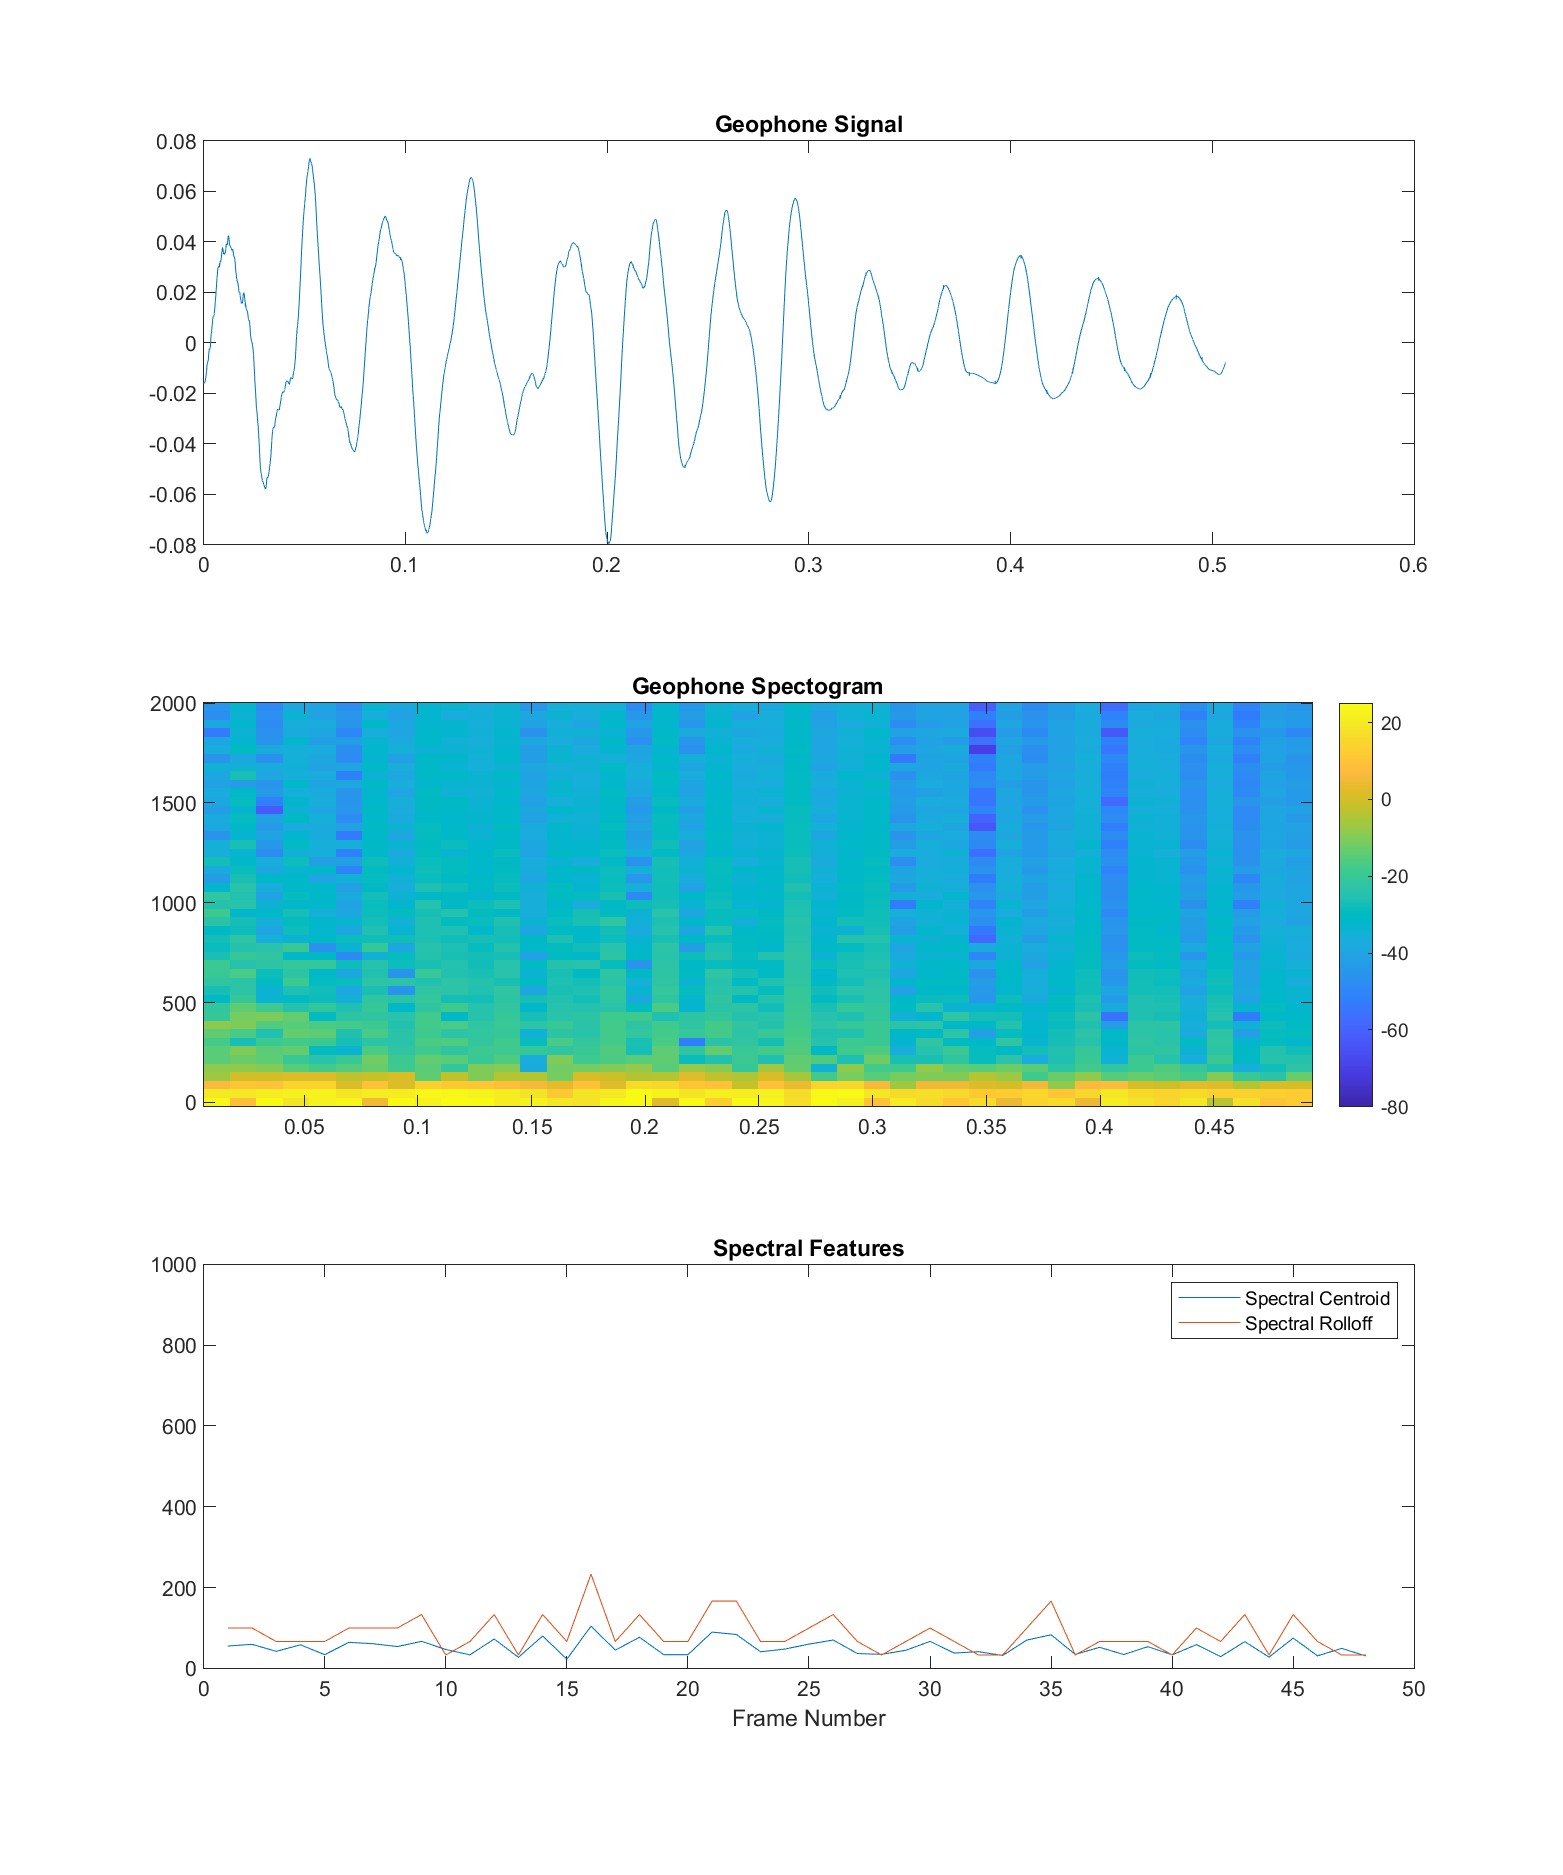 Geophone Signal
0.08
0.06
0.04
0.02
0
-0.02
-0.04
-0.06
-0.08
0 0.1 0.2 0.3 0.4 0.5 0.6
Geophone Spectogram
2000
1500
1000
500
0
20
0
-20
-40
-60
-80
0.05 0.1 0.15 0.2 0.25 0.3 0.35 0.4 0.45
Spectral Features
1000
800
600
400
200
0
Spectral Centroid
Spectral Rolloff
0 5 10 15 20 25 30 35 40 45 50
Frame Number